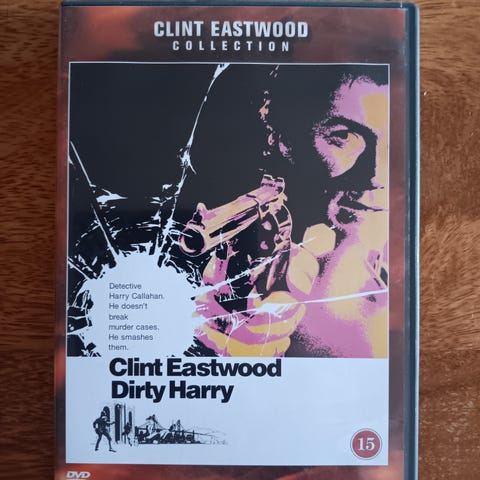 CLINT EASTWOOD
COLLECTION
Detective
Harry Callahan.
He doesn't
break
murder cases.
He smashes
them.
Clint Eastwood
Dirty Harry
15
DVD